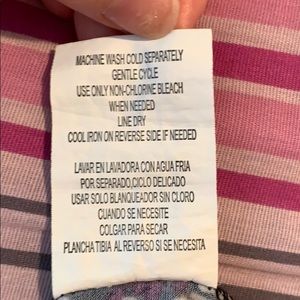 MACHINE WASH COLD SEPARATELY
GENTLE CYCLE
USE ONLY NON-CHLORINE BLEACH
WHEN NEEDED
LINE DRY
COOL IRON ON REVERSE SIDE IF NEEDED
LAVAR EN LAVADORA CON AGUA FRIA
POR SEPARADO,CICLO DELICADO
USAR SOLO BLANQUEADOR SIN CLORO
CUANDO SE NECESITE
COLGAR PARA SECAR
PLANCHA TIBIA AL REVERSO SI SE NECESITA